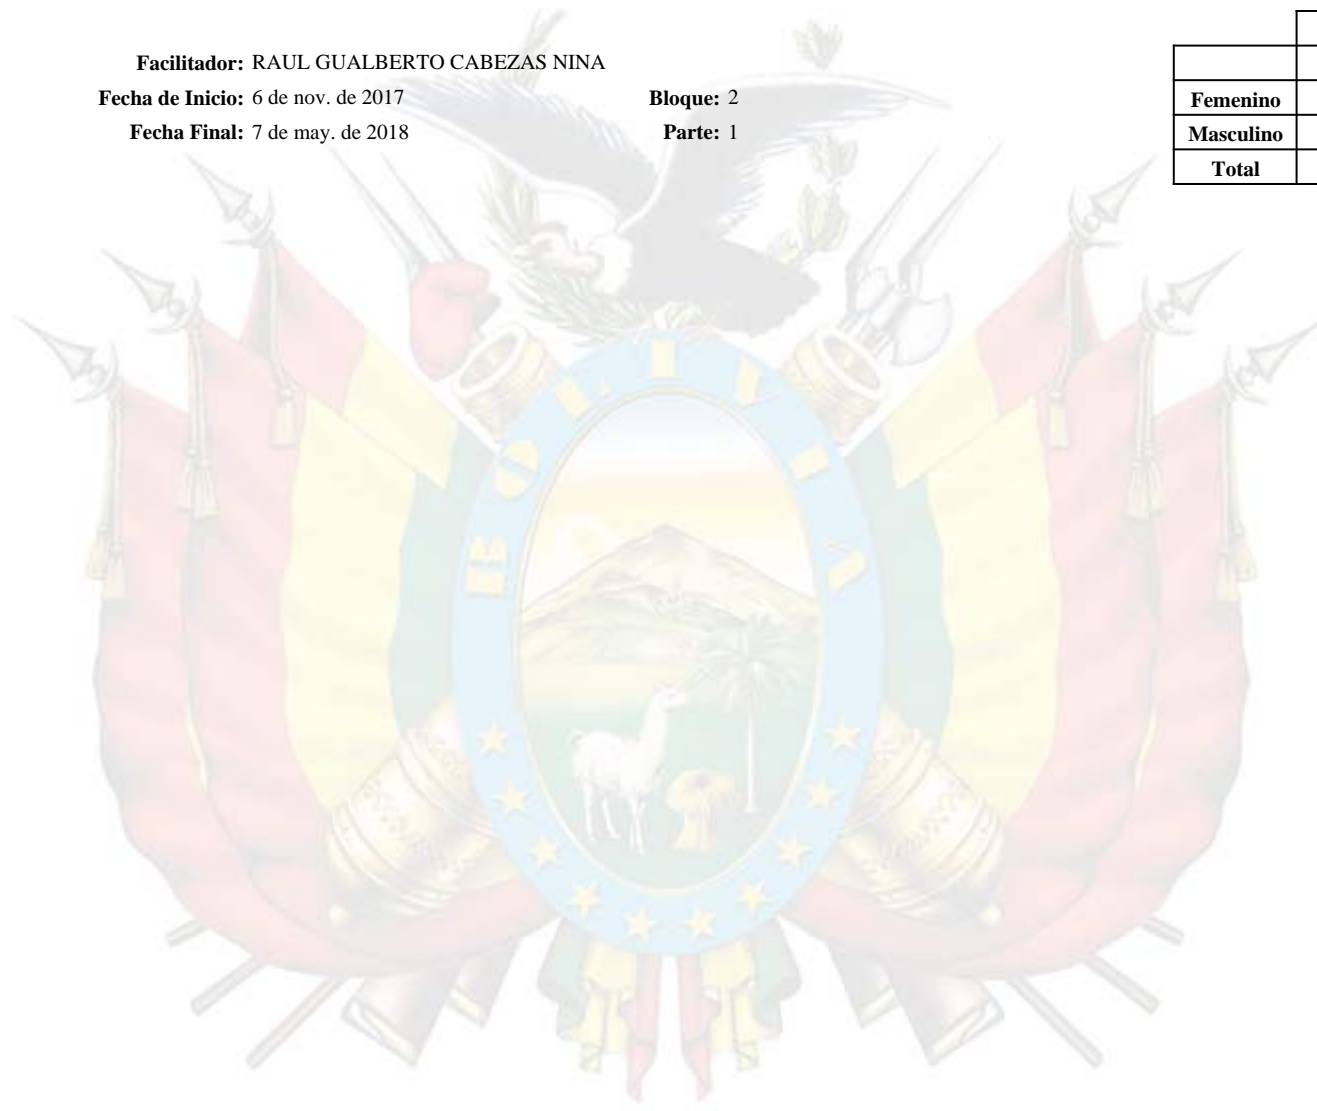 Facilitador: RAUL GUALBERTO CABEZAS NINA
Fecha de Inicio: 6 de nov. de 2017 Bloque: 2
Fecha Final: 7 de may. de 2018 Parte: 1
Femenino
Masculino
Total
BOLIVIA